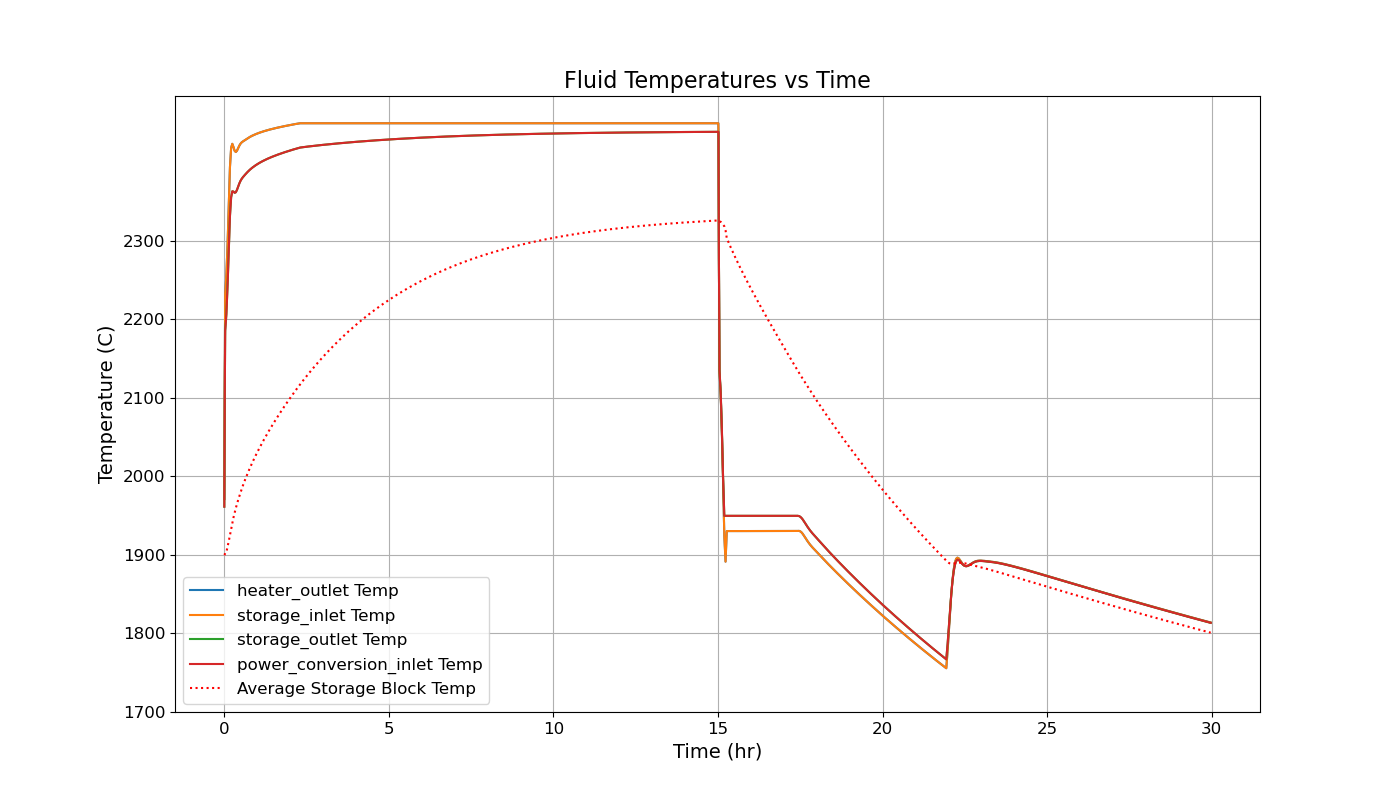 Fluid Temperatures vs Time
Temperature (C)
2300
2200
2100
2000
1900
1800
1700
heater_outlet Temp
storage_inlet Temp
storage_outlet Temp
power_conversion_inlet Temp
Average Storage Block Temp
0 5 10 15 20 25 30
Time (hr)